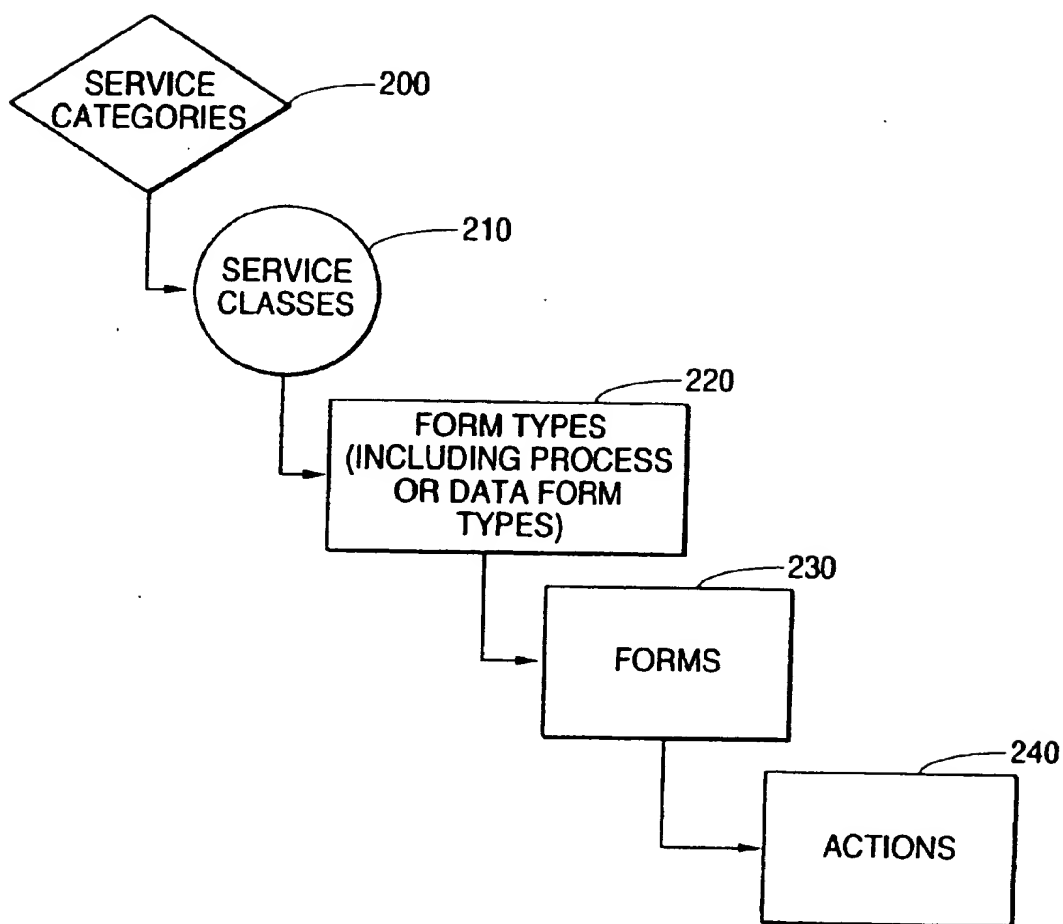 SERVICE
CATEGORIES
200
SERVICE
CLASSES
210
FORM TYPES
(INCLUDING PROCESS
OR DATA FORM
TYPES)
220
FORMS
230
ACTIONS
240